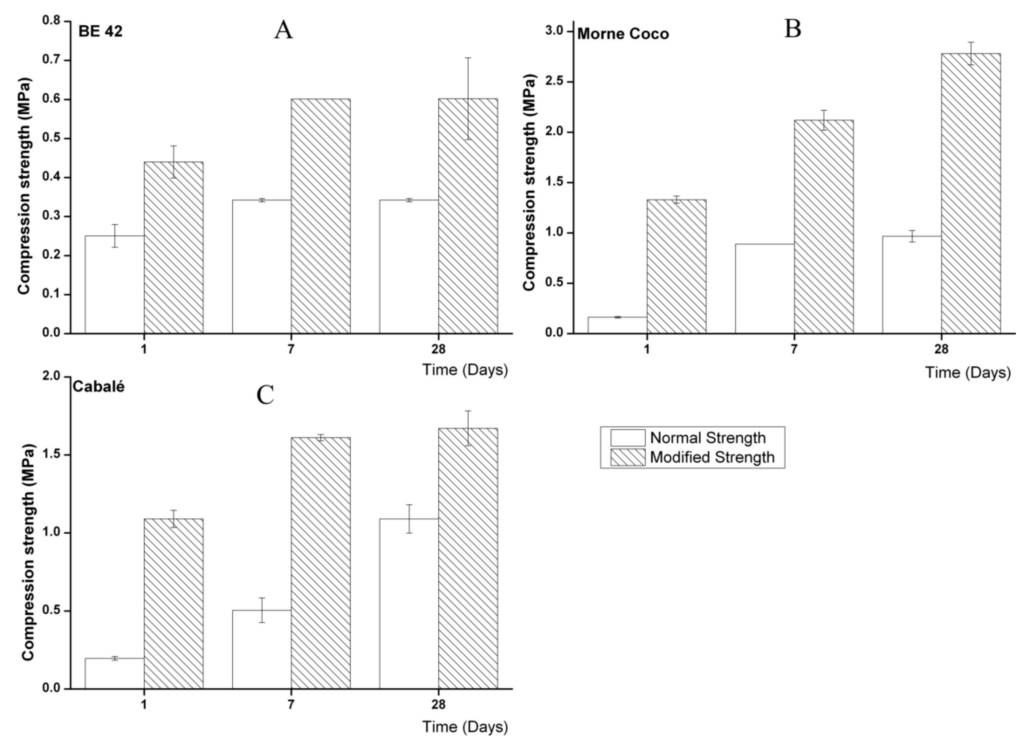 BE 42
A
Compression strength (MPa)
0.8
0.7
0.6
0.5
0.4
0.3
0.2
0.1
0.0
1
7
28
Time (Days)
Morne Coco
B
Compression strength (MPa)
3.0
2.5
2.0
1.5
1.0
0.5
0.0
1
7
28
Time (Days)
Cabalé
C
Compression strength (MPa)
2.0
1.5
1.0
0.5
0.0
1
7
28
Time (Days)
Normal Strength
Modified Strength